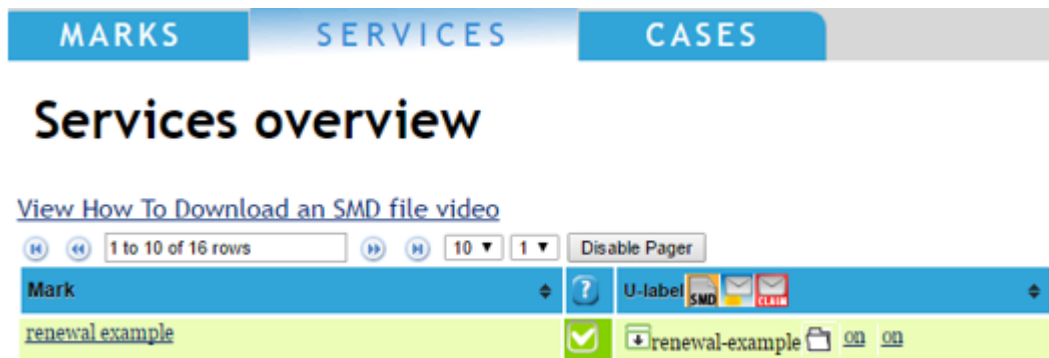 MARKS SERVICES CASES
Services overview
View How To Download an SMD file video
1 to 10 of 16 rows 10 1 Disable Pager
Mark ? U-label SMD CLAIM
renewal example renewal-example on on